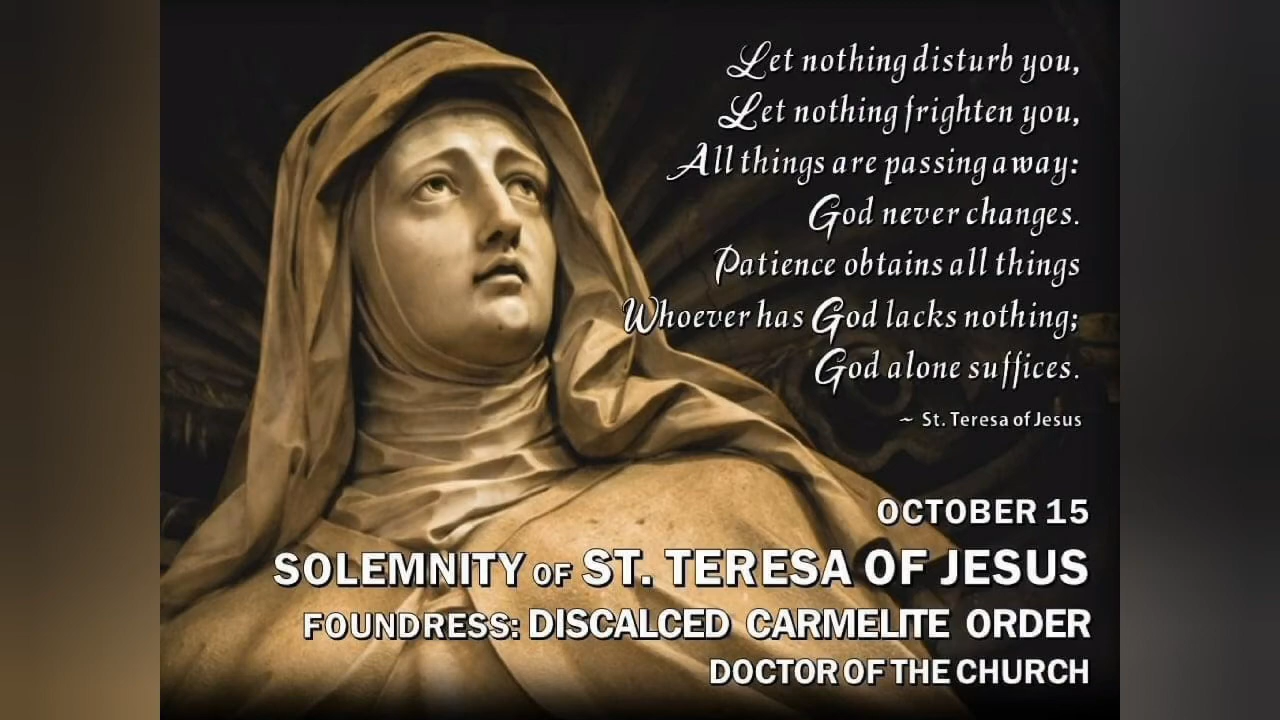 Let nothing disturb you,
Let nothing frighten you,
All things are passing away:
God never changes.
Patience obtains all things
Whoever has God lacks nothing;
God alone suffices.
~ St. Teresa of Jesus
OCTOBER 15
SOLEMNITY OF ST. TERESA OF JESUS
FOUNDRESS: DISCALCED CARMELITE ORDER
DOCTOR OF THE CHURCH